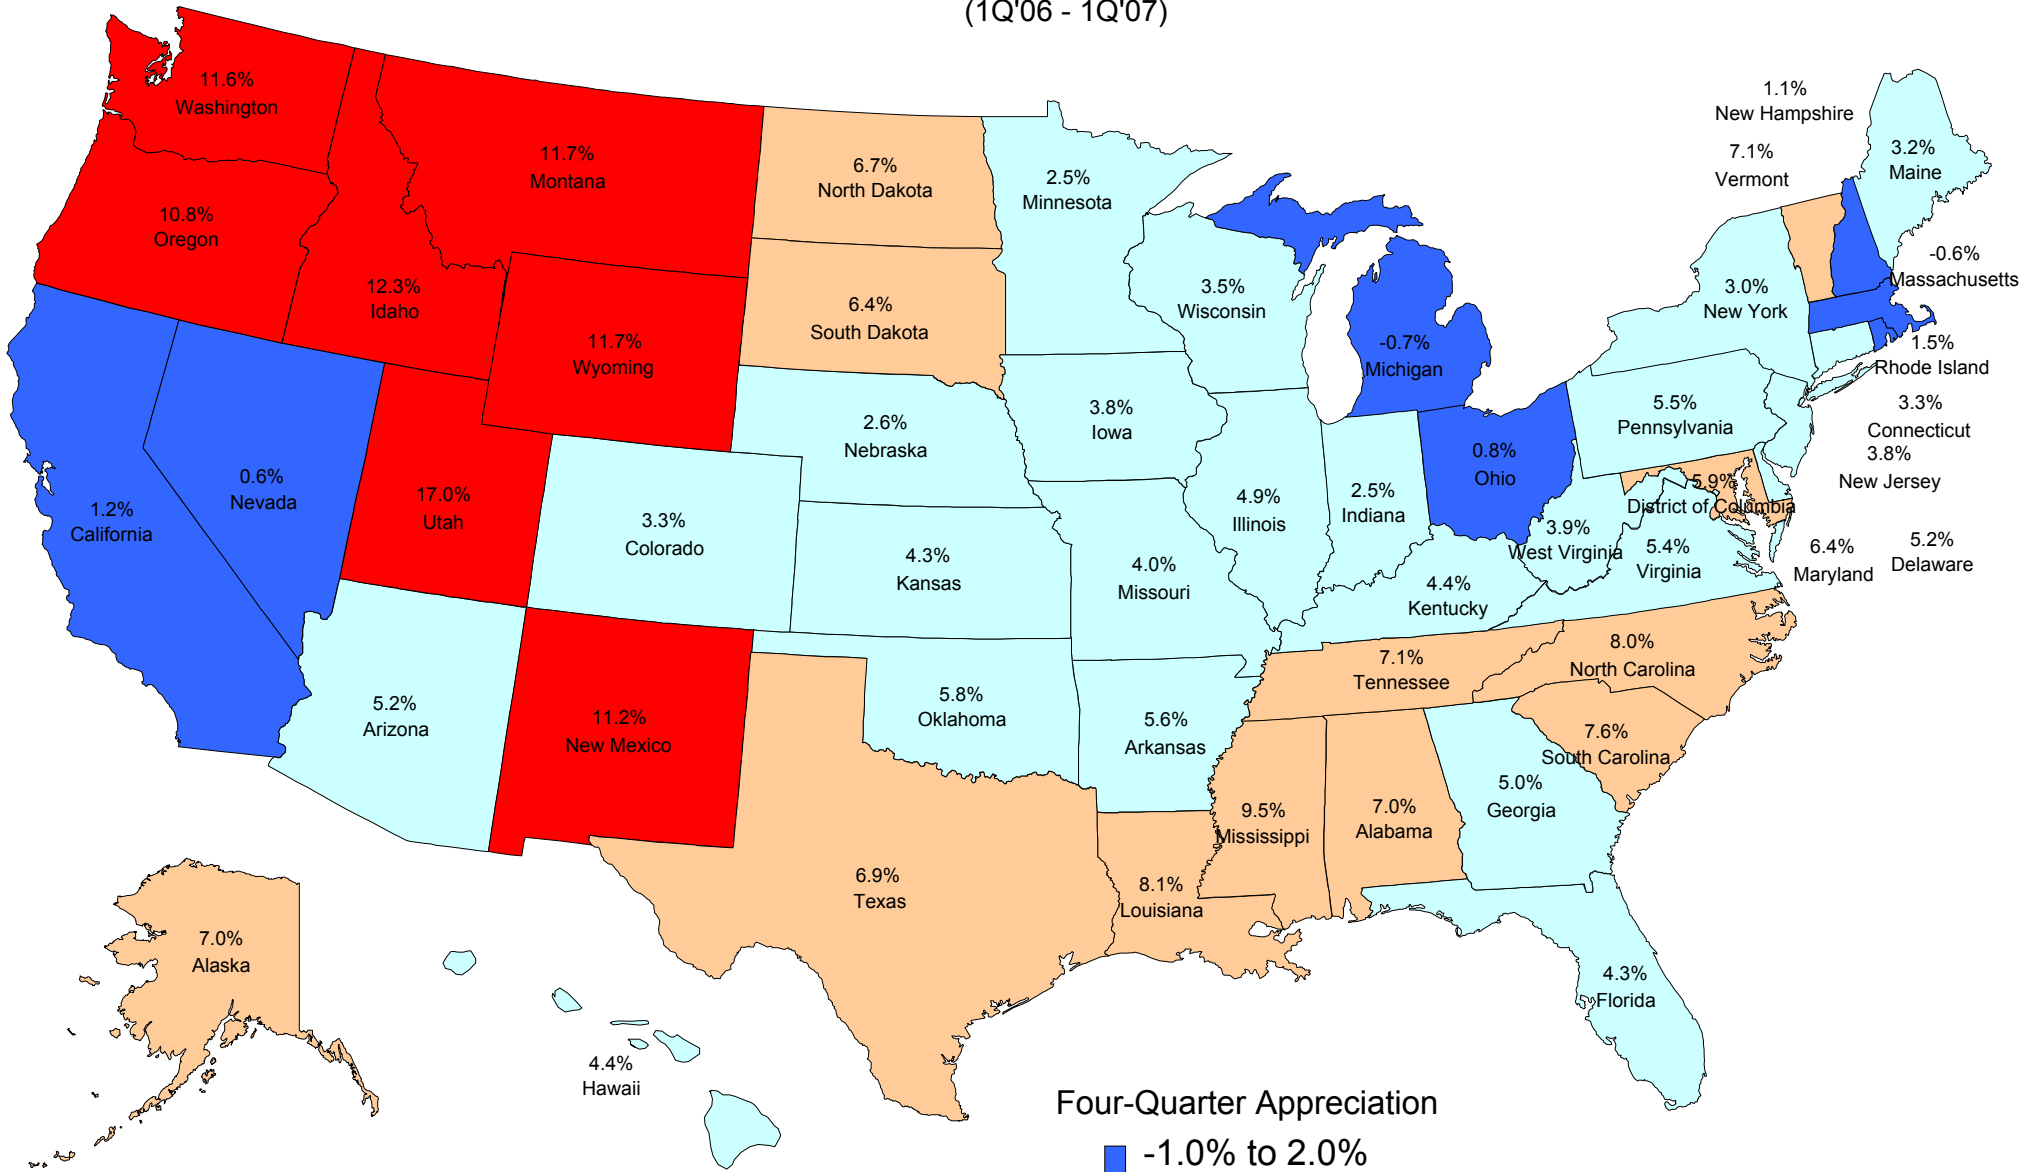 (1Q'06 - 1Q'07)
11.6%
Washington
1.1%
New Hampshire
7.1%
Vermont
3.2%
Maine
11.7%
Montana
6.7%
North Dakota
2.5%
Minnesota
10.8%
Oregon
-0.6%
Massachusetts
12.3%
Idaho
6.4%
South Dakota
3.5%
Wisconsin
3.0%
New York
11.7%
Wyoming
-0.7%
Michigan
1.5%
Rhode Island
3.8%
Iowa
5.5%
Pennsylvania
3.3%
Connecticut
2.6%
Nebraska
0.8%
Ohio
3.8%
New Jersey
0.6%
Nevada
17.0%
Utah
4.9%
Illinois
2.5%
Indiana
5.9%
District of Columbia
1.2%
California
3.3%
Colorado
3.9%
West Virginia
5.4%
Virginia
6.4%
Maryland
5.2%
Delaware
4.3%
Kansas
4.0%
Missouri
4.4%
Kentucky
8.0%
North Carolina
7.1%
Tennessee
5.2%
Arizona
11.2%
New Mexico
5.8%
Oklahoma
5.6%
Arkansas
7.6%
South Carolina
9.5%
Mississippi
7.0%
Alabama
5.0%
Georgia
6.9%
Texas
8.1%
Louisiana
7.0%
Alaska
4.3%
Florida
4.4%
Hawaii
Four-Quarter Appreciation
-1.0% to 2.0%